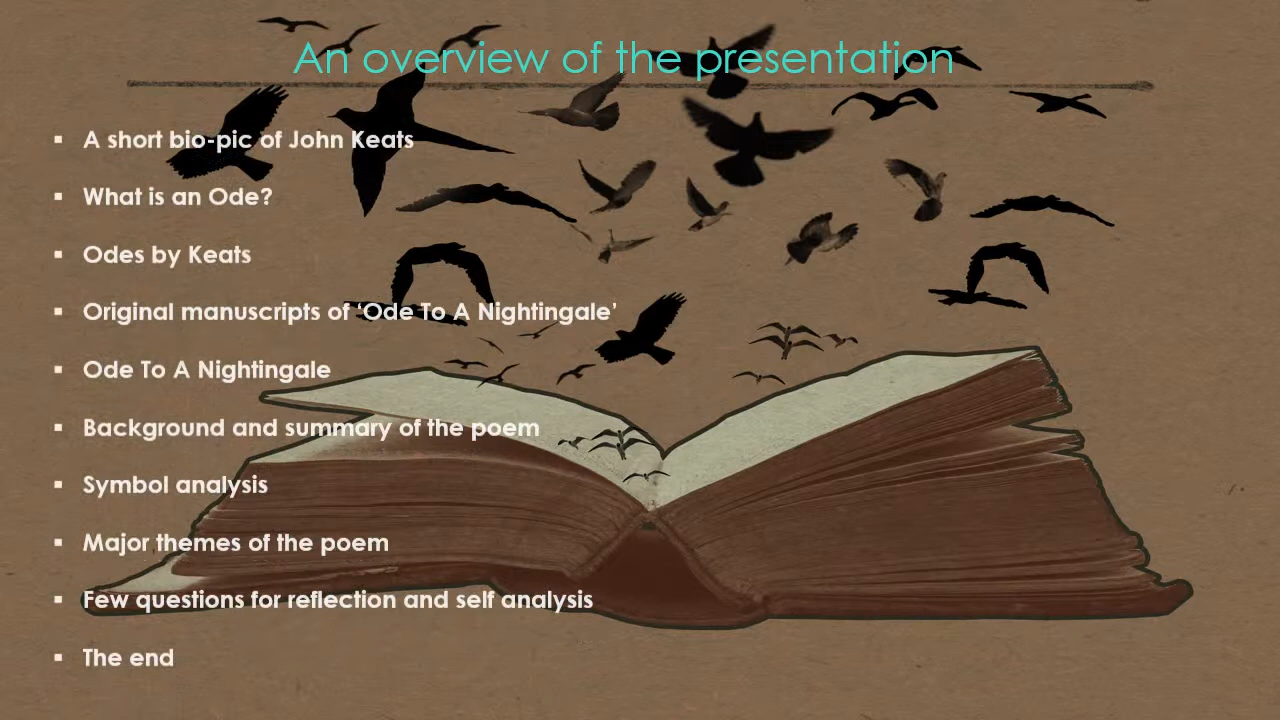 An overview of the presentation
▪ A short bio-pic of John Keats
▪ What is an Ode?
▪ Odes by Keats
▪ Original manuscripts of ‘Ode To A Nightingale’
▪ Ode To A Nightingale
▪ Background and summary of the poem
▪ Symbol analysis
▪ Major themes of the poem
▪ Few questions for reflection and self analysis
▪ The end